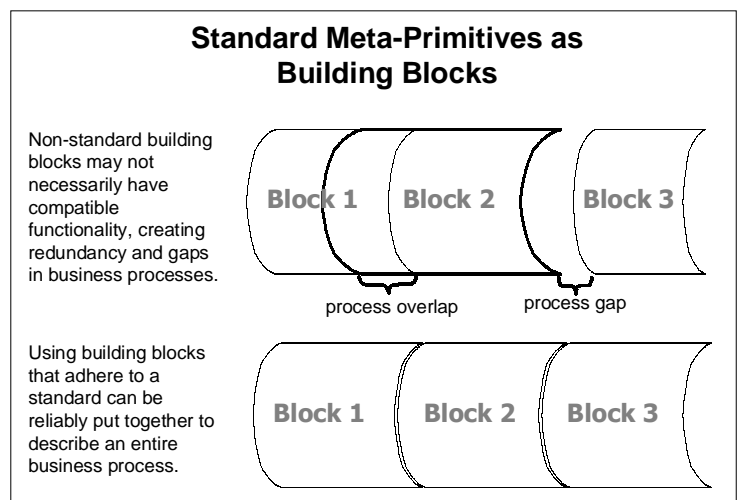 Standard Meta-Primitives as
Building Blocks
Non-standard building
blocks may not
necessarily have
compatible
functionality, creating
redundancy and gaps
in business processes.
Block 1
Block 2
Block 3
process overlap
process gap
Using building blocks
that adhere to a
standard can be
reliably put together to
describe an entire
business process.
Block 1
Block 2
Block 3